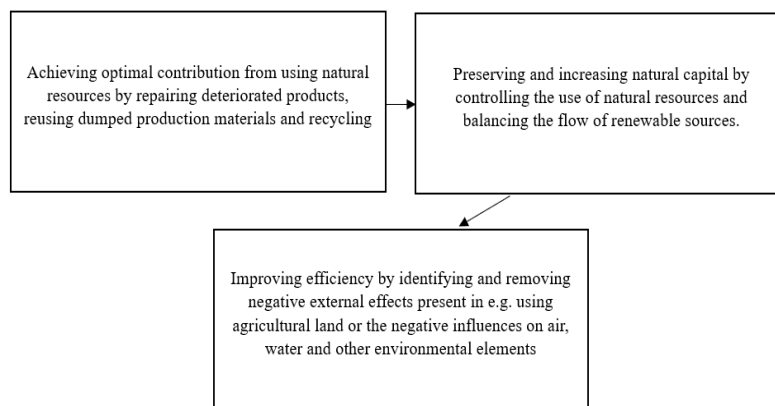 Achieving optimal contribution from using natural
resources by repairing deteriorated products,
reusing dumped production materials and recycling
Preserving and increasing natural capital by
controlling the use of natural resources and
balancing the flow of renewable sources.
Improving efficiency by identifying and removing
negative external effects present in e.g. using
agricultural land or the negative influences on air,
water and other environmental elements